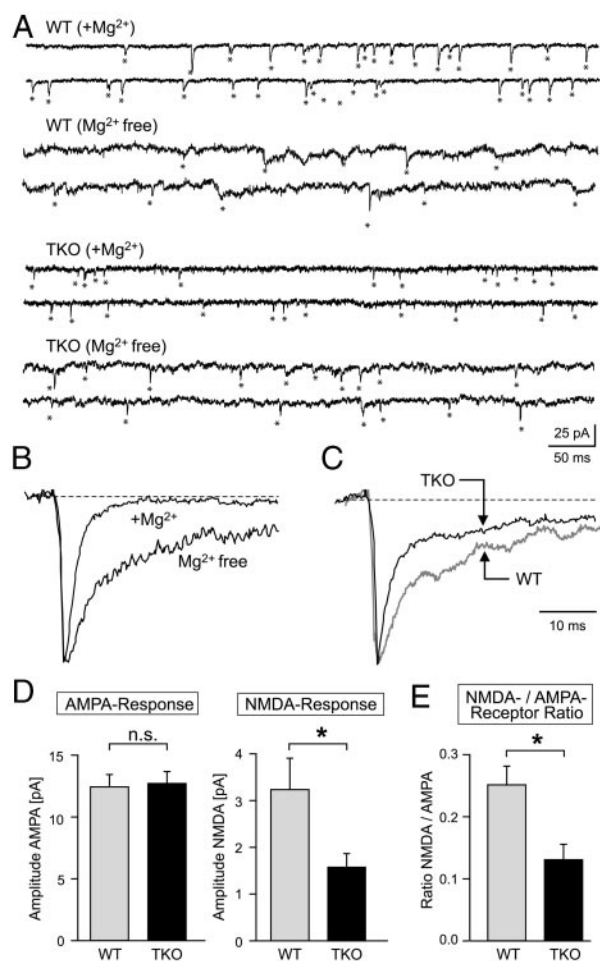 A
WT (+Mg²⁺)
WT (Mg²⁺ free)
TKO (+Mg²⁺)
TKO (Mg²⁺ free)
25 pA
50 ms
B
+Mg²⁺
Mg²⁺ free
C
TKO
WT
10 ms
D
AMPA-Response
n.s.
Amplitude AMPA [pA]
15
10
5
0
WT
TKO
NMDA-Response
*
Amplitude NMDA [pA]
4
3
2
1
0
WT
TKO
E
NMDA- / AMPA-
Receptor Ratio
*
Ratio NMDA / AMPA
0.3
0.2
0.1
0.0
WT
TKO